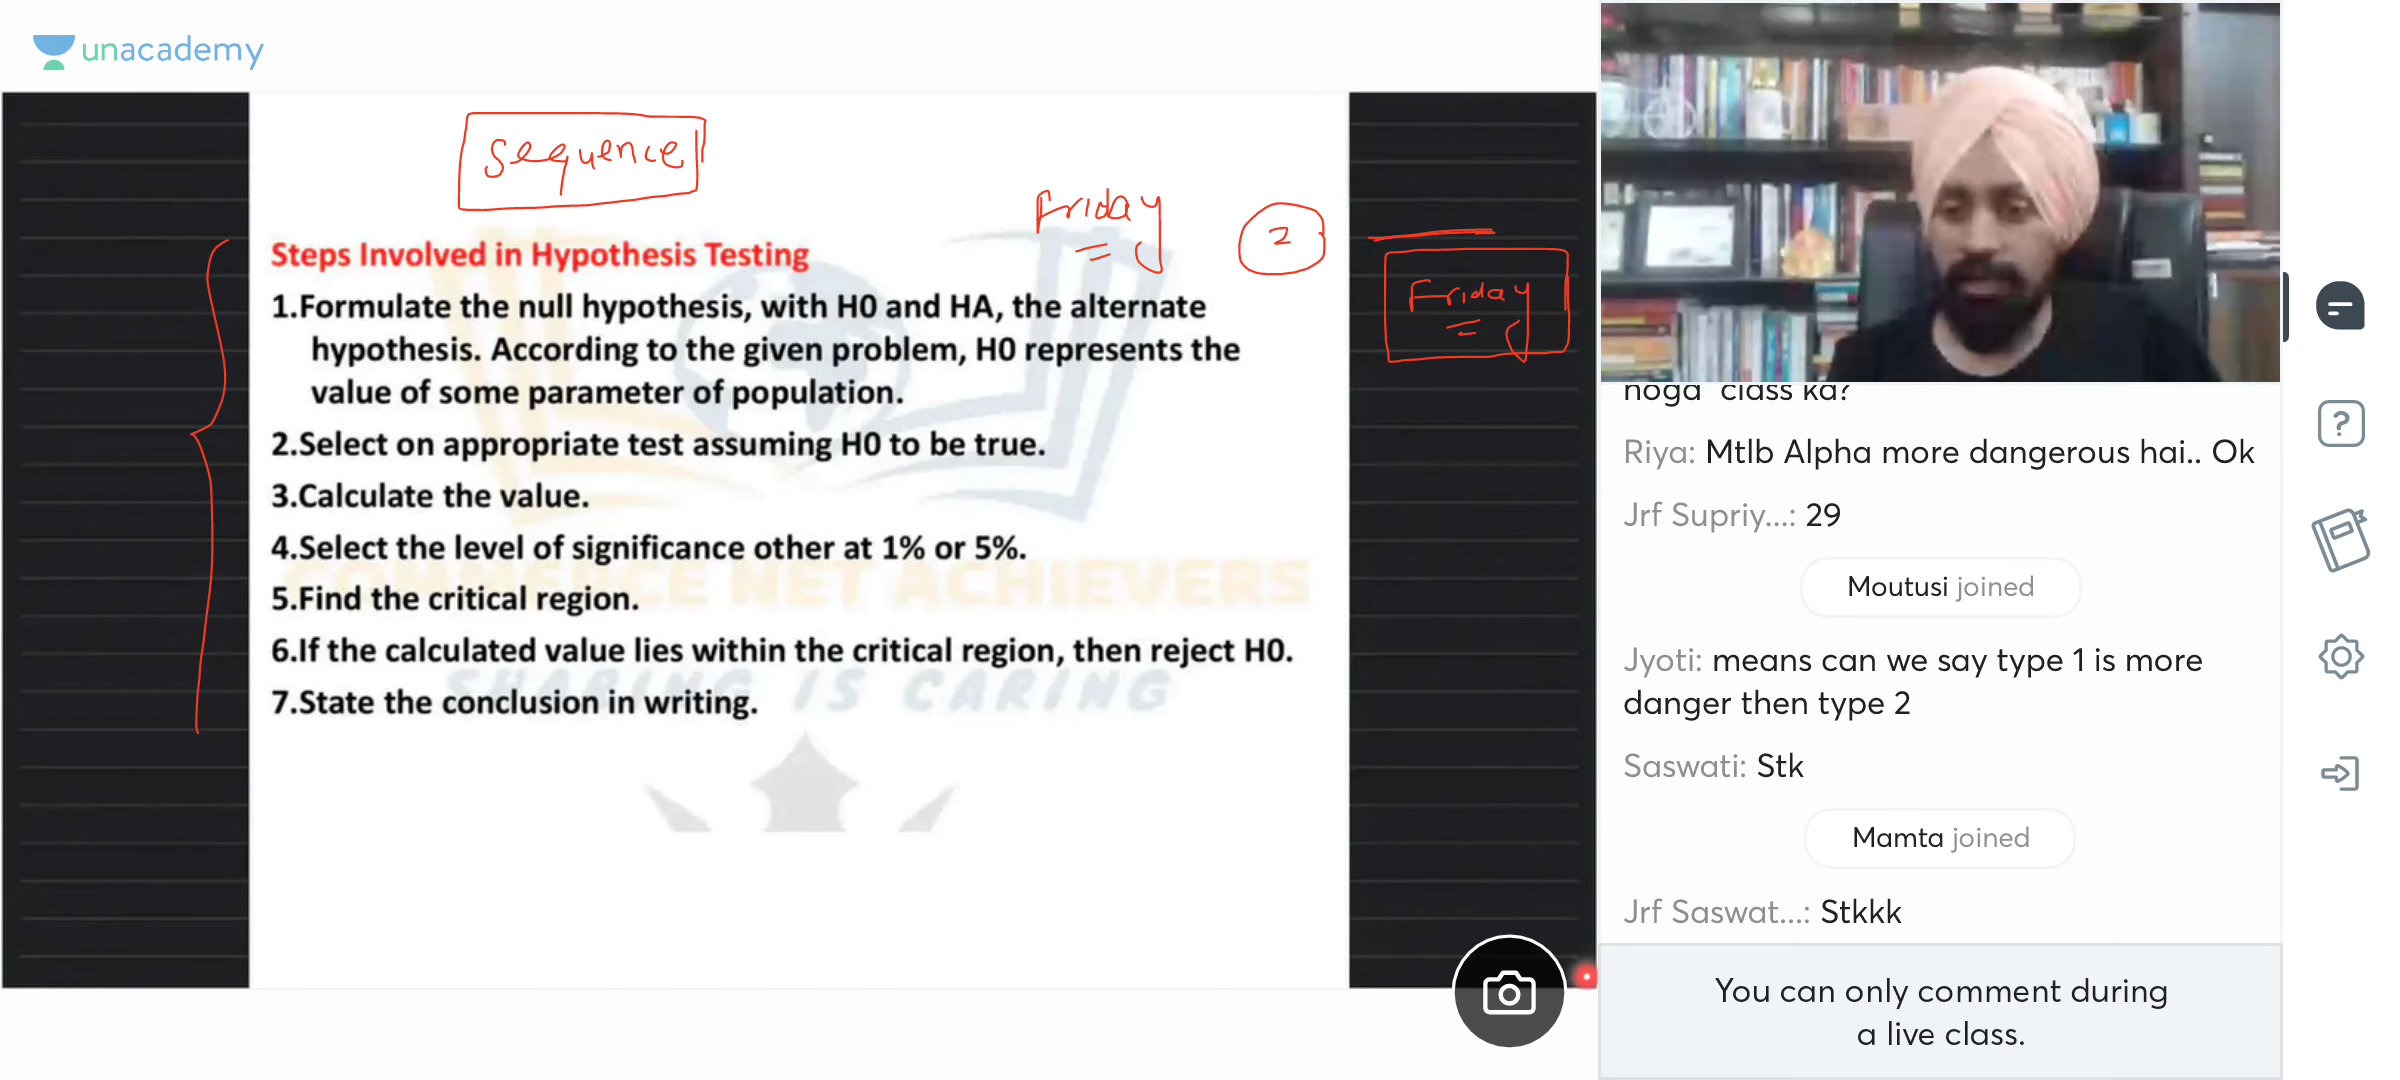 unacademy
sequence
Friday
2
Friday
Steps Involved in Hypothesis Testing
1.Formulate the null hypothesis, with H0 and HA, the alternate
hypothesis. According to the given problem, H0 represents the
value of some parameter of population.
2.Select on appropriate test assuming H0 to be true.
3.Calculate the value.
4.Select the level of significance other at 1% or 5%.
5.Find the critical region.
6.If the calculated value lies within the critical region, then reject H0.
7.State the conclusion in writing.
COMMERCE NET ACHIEVERS
SHARING IS CARING
hoga class ka?
Riya: Mtlb Alpha more dangerous hai.. Ok
Jrf Supriy...: 29
Moutusi joined
Jyoti: means can we say type 1 is more
danger then type 2
Saswati: Stk
Mamta joined
Jrf Saswat...: Stkkk
You can only comment during
a live class.